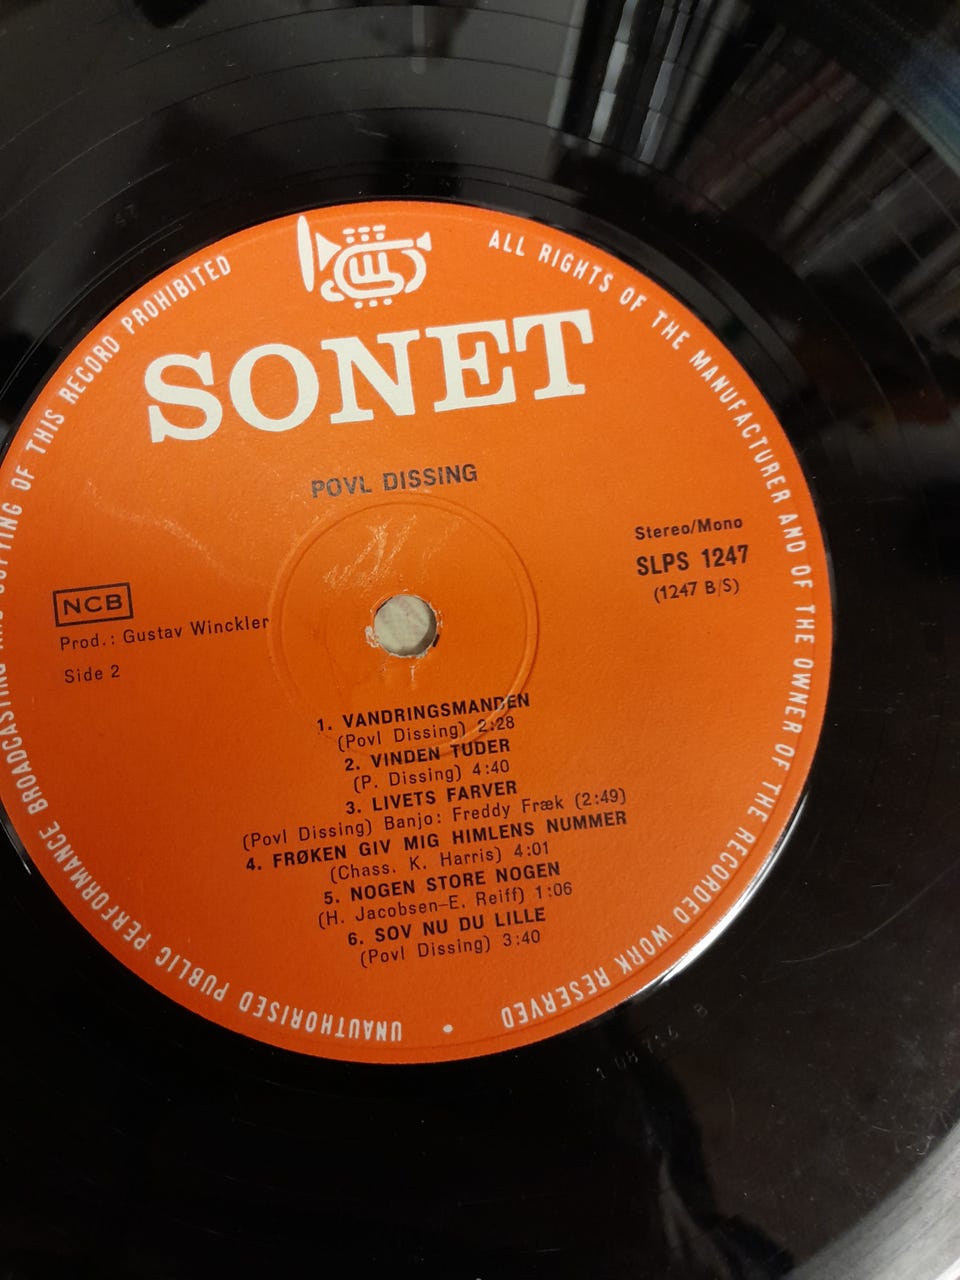 SONET
POVL DISSING
Stereo/Mono
SLPS 1247
(1247 B/S)
NCB
Prod.: Gustav Winckler
Side 2
1. VANDRINGSMANDEN
(Povl Dissing) 2:28
2. VINDEN TUDER
(P. Dissing) 4:40
3. LIVETS FARVER
(Povl Dissing) Banjo: Freddy Fræk (2:49)
4. FRØKEN GIV MIG HIMLENS NUMMER
(Chass. K. Harris) 4:01
5. NOGEN STORE NOGEN
(H. Jacobsen–E. Reiff) 1:06
6. SOV NU DU LILLE
(Povl Dissing) 3:40
ALL RIGHTS OF THE MANUFACTURER AND OF THE OWNER OF THE RECORDED WORK RESERVED • UNAUTHORISED PUBLIC PERFORMANCE BROADCASTING AND COPYING OF THIS RECORD PROHIBITED